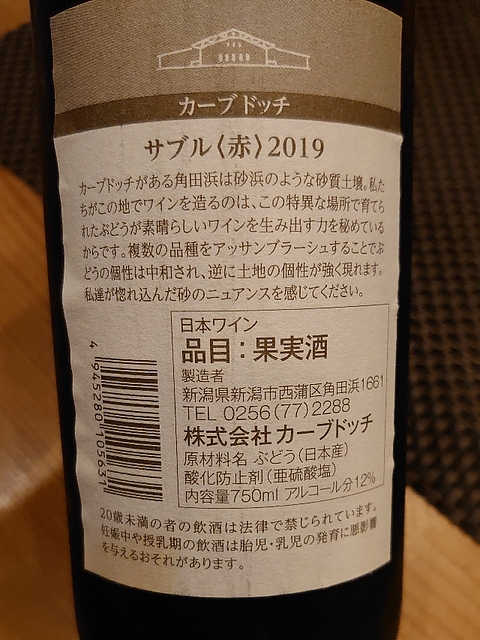 カーブドッチ
サブル〈赤〉2019
カーブドッチがある角田浜は砂浜のような砂質土壌。私た
ちがこの地でワインを造るのは、この特異な場所で育てら
れたぶどうが素晴らしいワインを生み出す力を秘めている
からです。複数の品種をアッサンブラージュすることでぶ
どうの個性は中和され、逆に土地の個性が強く現れます。
私達が惚れ込んだ砂のニュアンスを感じてください。
日本ワイン
品目：果実酒
製造者
新潟県新潟市西蒲区角田浜1661
TEL 0256(77)2288
株式会社 カーブドッチ
原材料名 ぶどう(日本産)
酸化防止剤(亜硫酸塩)
内容量750ml アルコール分12%
4 945280 105631
20歳未満の者の飲酒は法律で禁じられています。
妊娠中や授乳期の飲酒は胎児・乳児の発育に悪影響
を与えるおそれがあります。